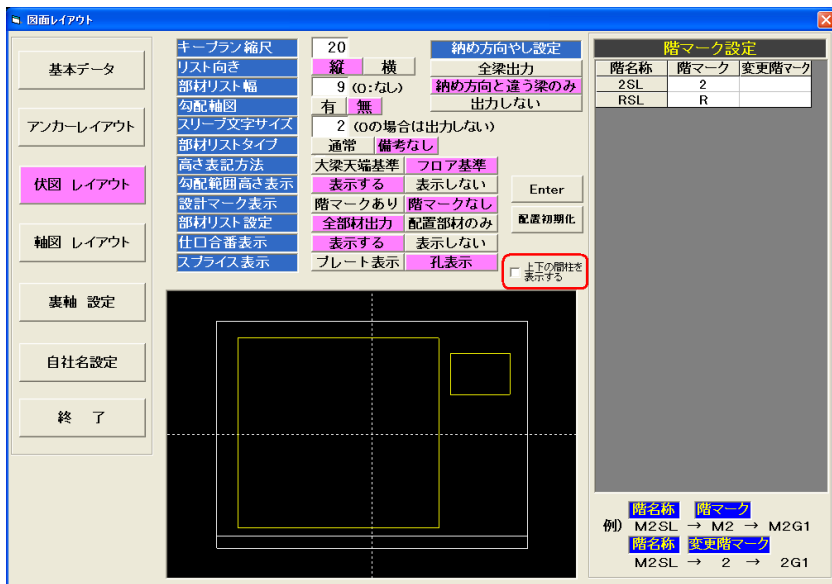 図面レイアウト
基本データ
アンカーレイアウト
伏図 レイアウト
軸図 レイアウト
裏軸 設定
自社名設定
終 了
キープラン縮尺 20
リスト向き 縦 横
部材リスト幅 9 (0:なし)
勾配軸図 有 無
スリーブ文字サイズ 2 (0の場合は出力しない)
部材リストタイプ 通常 備考なし
高さ表記方法 大梁天端基準 フロア基準
勾配範囲高さ表示 表示する 表示しない
設計マーク表示 階マークあり 階マークなし
部材リスト設定 全部材出力 配置部材のみ
仕口合番表示 表示する 表示しない
スプライス表示 プレート表示 孔表示
納め方向やし設定
全梁出力
納め方向と違う梁のみ
出力しない
Enter
配置初期化
上下の間柱を
表示する
階マーク設定
階名称 階マーク 変更階マーク
2SL 2
RSL R
階名称 階マーク
例) M2SL → M2 → M2G1
階名称 変更階マーク
M2SL → 2 → 2G1